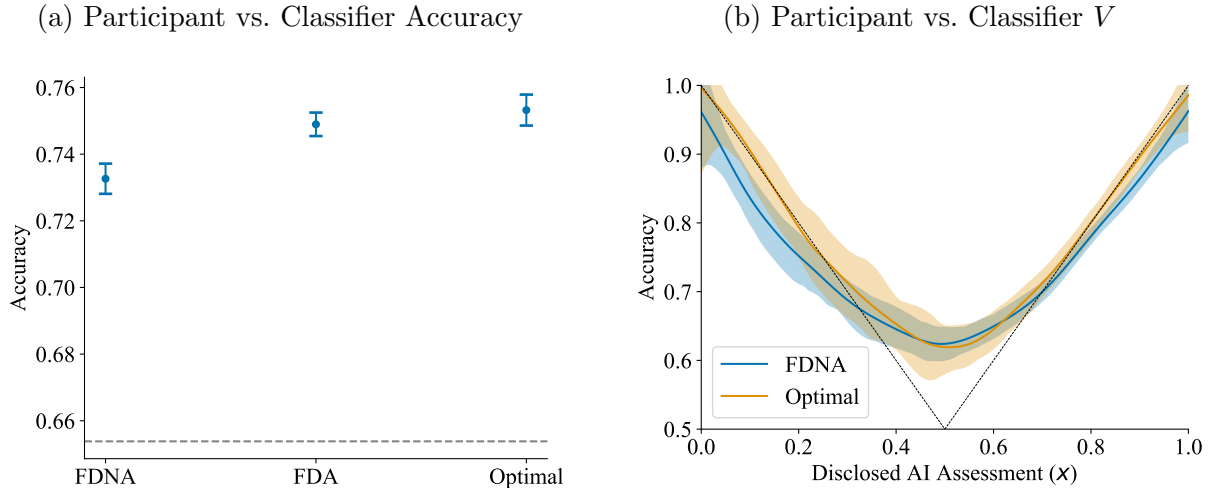 (a) Participant vs. Classifier Accuracy
0.76
0.74
0.72
0.70
0.68
0.66
Accuracy
FDNA
FDA
Optimal
(b) Participant vs. Classifier V
1.0
0.9
0.8
0.7
0.6
0.5
Accuracy
FDNA
Optimal
0.0
0.2
0.4
0.6
0.8
1.0
Disclosed AI Assessment (x)